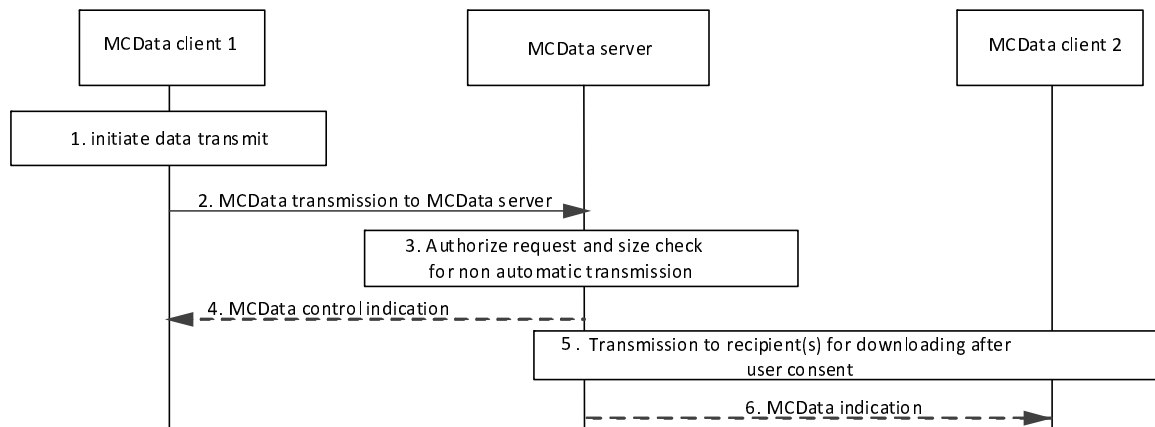 MCData client 1
MCData server
MCData client 2
1. initiate data transmit
2. MCData transmission to MCData server
3. Authorize request and size check
for non automatic transmission
4. MCData control indication
5 . Transmission to recipient(s) for downloading after
user consent
6. MCData indication